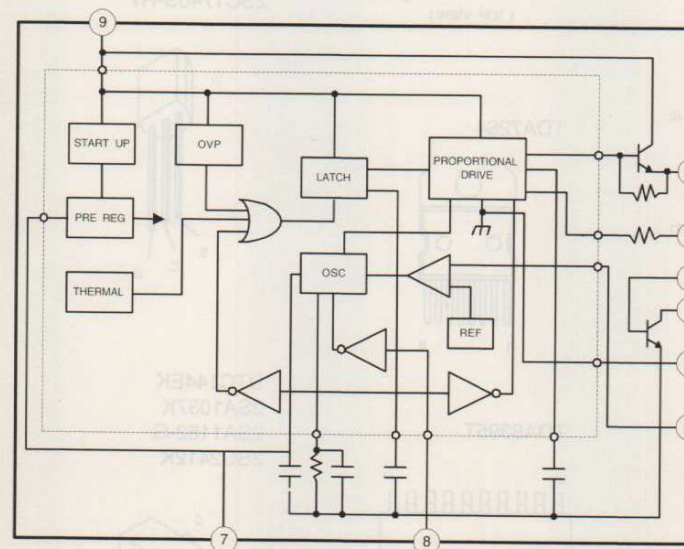 9
START UP
OVP
LATCH
PROPORTIONAL
DRIVE
PRE REG
THERMAL
OSC
REF
7
8